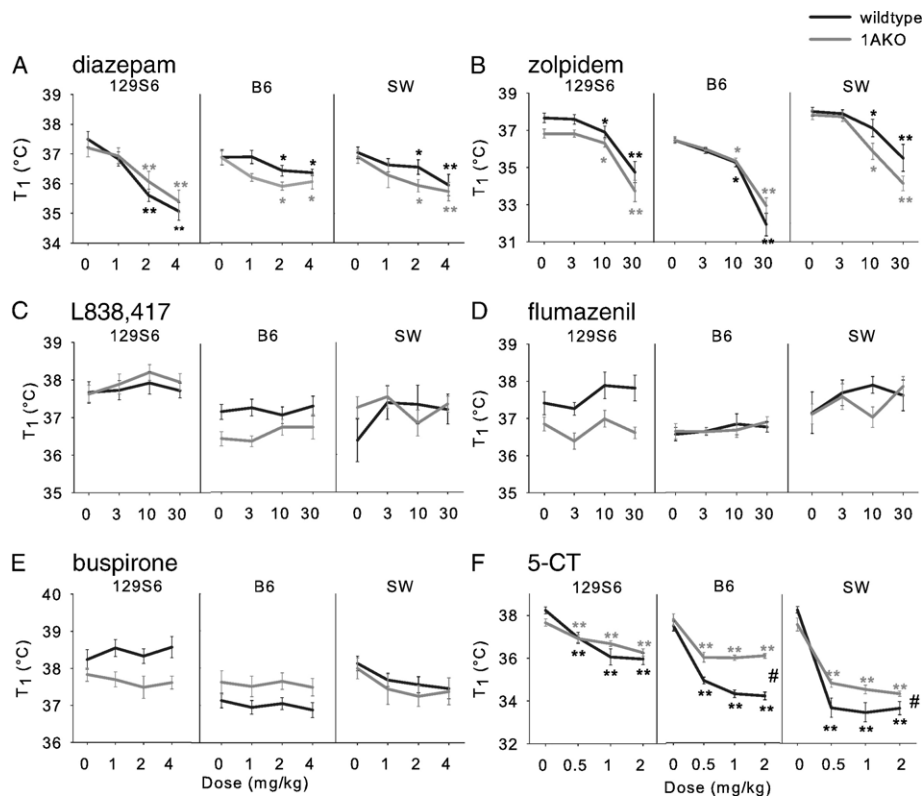 wildtype
1AKO
A diazepam
B zolpidem
129S6 B6 SW
129S6 B6 SW
T1 (°C)
39
38
37
36
35
34
** ** ** **
* * * *
* ** * **
0 1 2 4 0 1 2 4 0 1 2 4
T1 (°C)
39
37
35
33
31
* ** * **
* ** * **
* ** * **
0 3 10 30 0 3 10 30 0 3 10 30
C L838,417
D flumazenil
129S6 B6 SW
129S6 B6 SW
T1 (°C)
39
38
37
36
35
0 3 10 30 0 3 10 30 0 3 10 30
T1 (°C)
39
38
37
36
35
0 3 10 30 0 3 10 30 0 3 10 30
E buspirone
F 5-CT
129S6 B6 SW
129S6 B6 SW
T1 (°C)
40
39
38
37
36
0 1 2 4 0 1 2 4 0 1 2 4
Dose (mg/kg)
T1 (°C)
38
36
34
32
** ** **
** ** **
** ** **
#
** ** **
** ** **
#
** ** **
0 0.5 1 2 0 0.5 1 2 0 0.5 1 2
Dose (mg/kg)